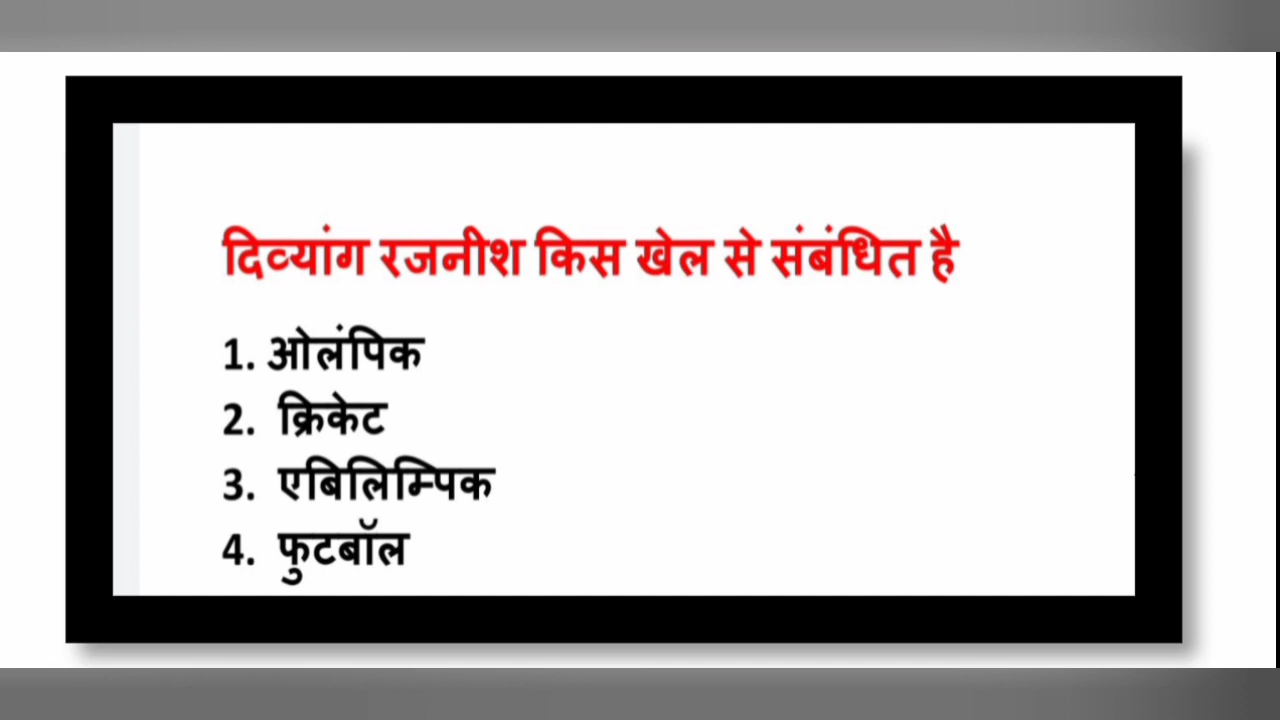 दिव्यांग रजनीश किस खेल से संबंधित है
1. ओलंपिक
2. क्रिकेट
3. एबिलिम्पिक
4. फुटबॉल